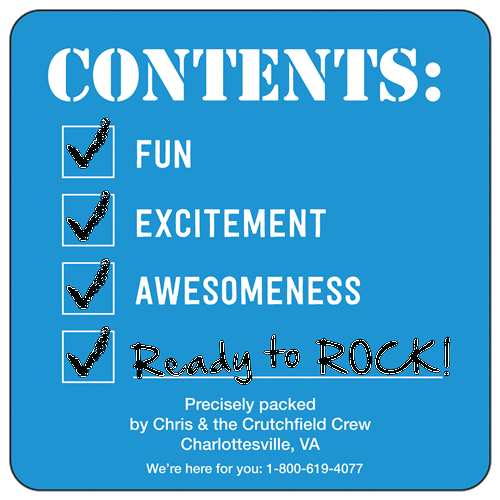 CONTENTS:
FUN
EXCITEMENT
AWESOMENESS
Ready to ROCK!
Precisely packed
by Chris & the Crutchfield Crew
Charlottesville, VA
We're here for you: 1-800-619-4077